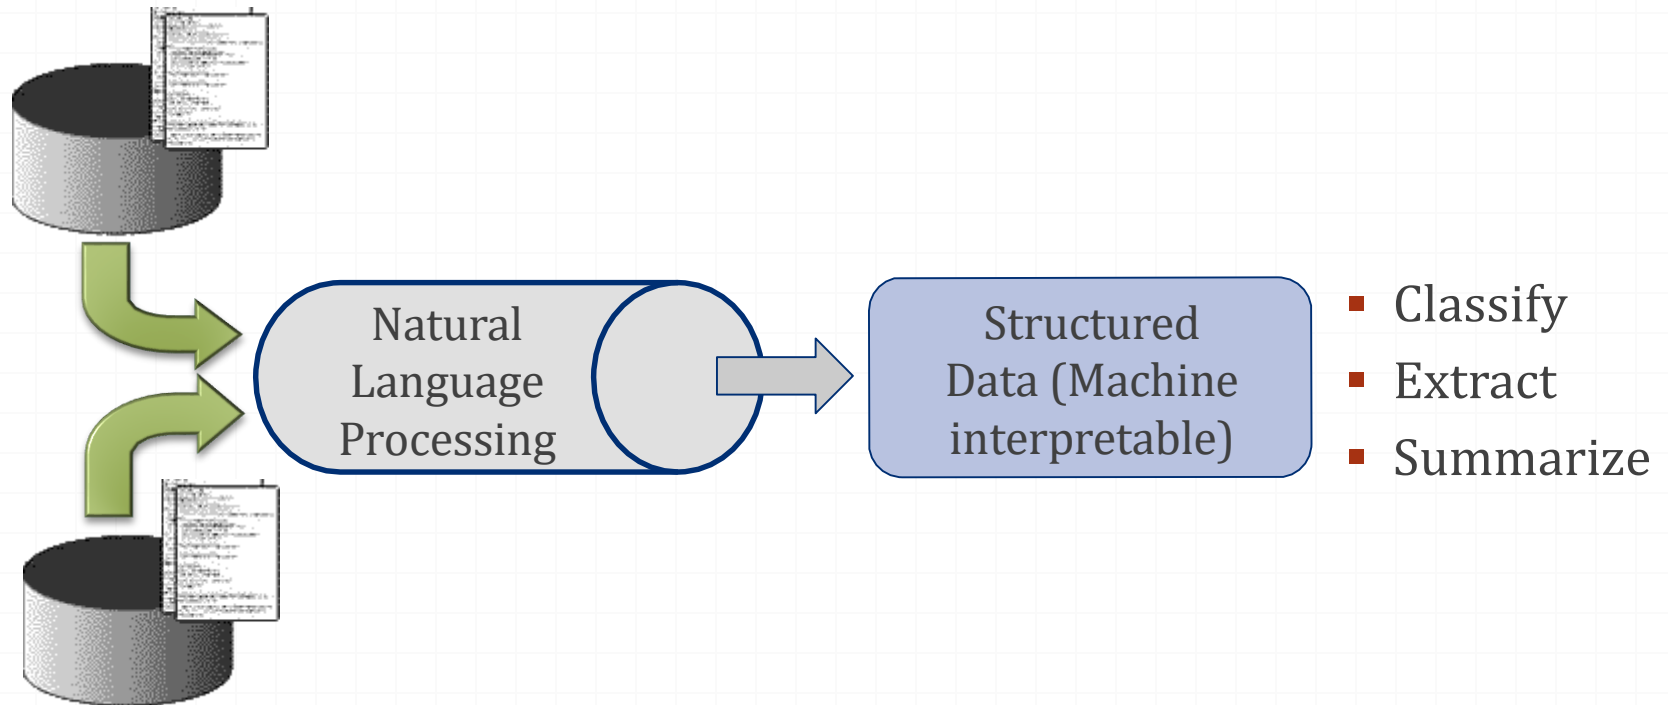 Natural
Language
Processing
Structured
Data (Machine
interpretable)
Classify
Extract
Summarize